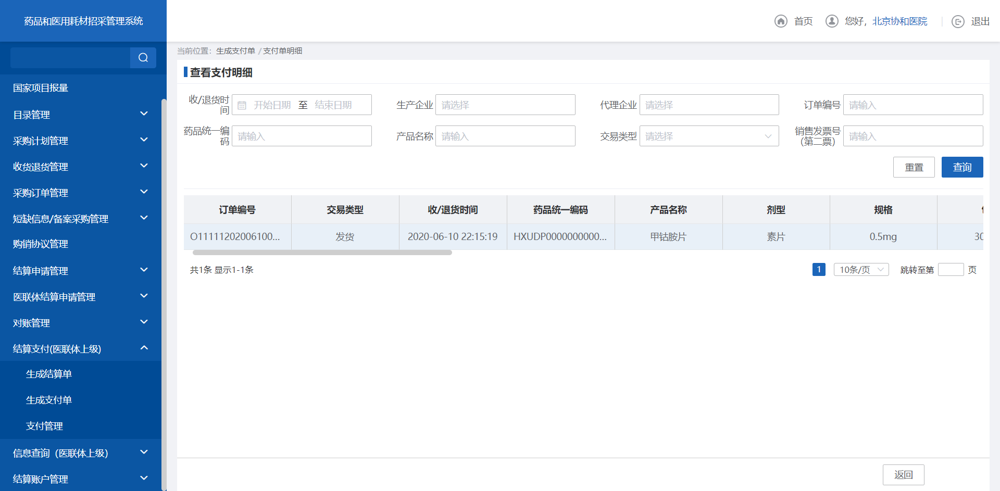 药品和医用耗材招采管理系统
首页
您好，北京协和医院
退出
国家项目报量
目录管理
采购计划管理
收货退货管理
采购订单管理
短缺信息/备案采购管理
购销协议管理
结算申请管理
医联体结算申请管理
对账管理
结算支付(医联体上级)
生成结算单
生成支付单
支付管理
信息查询（医联体上级）
结算账户管理
当前位置：生成支付单 / 支付单明细
查看支付明细
收/退货时间 开始日期 至 结束日期
生产企业 请选择
代理企业 请选择
订单编号 请输入
药品统一编码 请输入
产品名称 请输入
交易类型 请选择
销售发票号（第二票） 请输入
重置 查询
订单编号 交易类型 收/退货时间 药品统一编码 产品名称 剂型 规格
O11111202006100... 发货 2020-06-10 22:15:19 HXUDP0000000000... 甲钴胺片 素片 0.5mg 30
共1条 显示1-1条
1 10条/页 跳转至第 页
返回